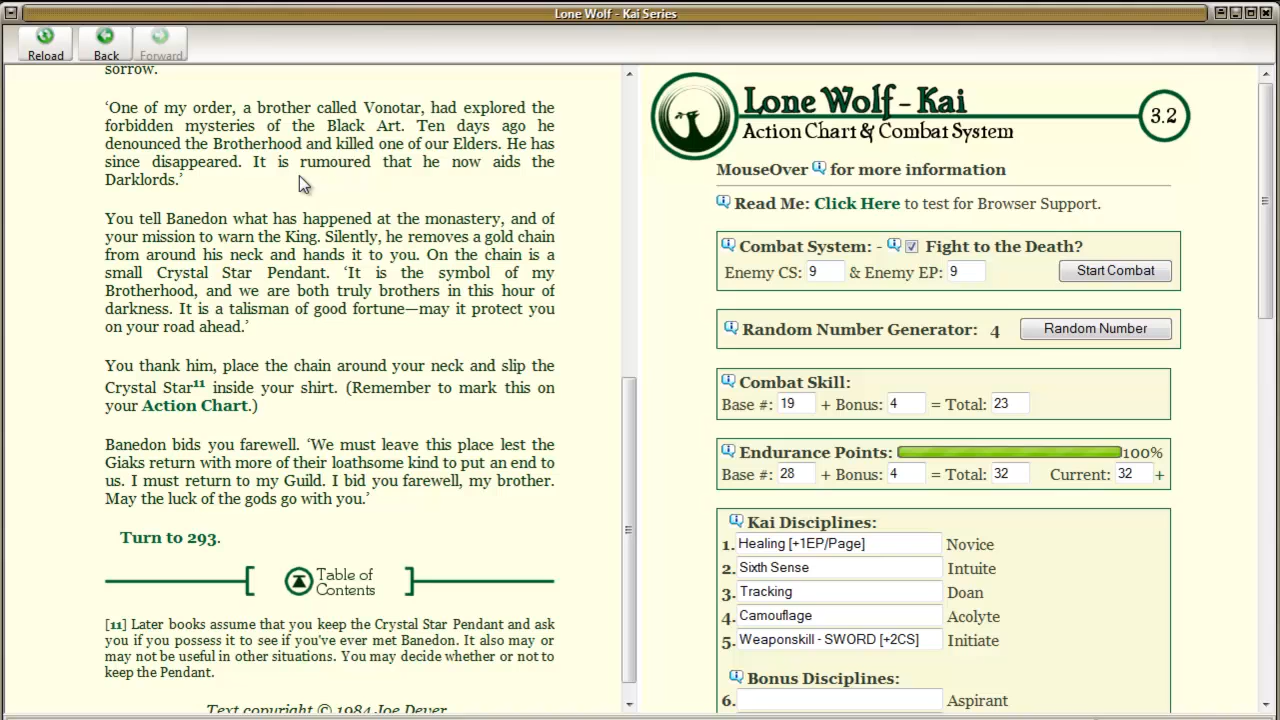 Lone Wolf - Kai Series
Reload
Back
Forward
sorrow.
‘One of my order, a brother called Vonotar, had explored the
forbidden mysteries of the Black Art. Ten days ago he
denounced the Brotherhood and killed one of our Elders. He has
since disappeared. It is rumoured that he now aids the
Darklords.’
You tell Banedon what has happened at the monastery, and of
your mission to warn the King. Silently, he removes a gold chain
from around his neck and hands it to you. On the chain is a
small Crystal Star Pendant. ‘It is the symbol of my
Brotherhood, and we are both truly brothers in this hour of
darkness. It is a talisman of good fortune—may it protect you
on your road ahead.’
You thank him, place the chain around your neck and slip the
Crystal Star11 inside your shirt. (Remember to mark this on
your Action Chart.)
Banedon bids you farewell. ‘We must leave this place lest the
Giaks return with more of their loathsome kind to put an end to
us. I must return to my Guild. I bid you farewell, my brother.
May the luck of the gods go with you.’
Turn to 293.
Table of
Contents
[11] Later books assume that you keep the Crystal Star Pendant and ask
you if you possess it to see if you've ever met Banedon. It also may or
may not be useful in other situations. You may decide whether or not to
keep the Pendant.
Text copyright © 1984 Joe Dever
Lone Wolf - Kai
Action Chart & Combat System
3.2
MouseOver for more information
Read Me: Click Here to test for Browser Support.
Combat System: - Fight to the Death?
Enemy CS: 9 & Enemy EP: 9 Start Combat
Random Number Generator: 4 Random Number
Combat Skill:
Base #: 19 + Bonus: 4 = Total: 23
Endurance Points: 100%
Base #: 28 + Bonus: 4 = Total: 32 Current: 32 +
Kai Disciplines:
1. Healing [+1EP/Page] Novice
2. Sixth Sense Intuite
3. Tracking Doan
4. Camouflage Acolyte
5. Weaponskill - SWORD [+2CS] Initiate
Bonus Disciplines:
6. Aspirant